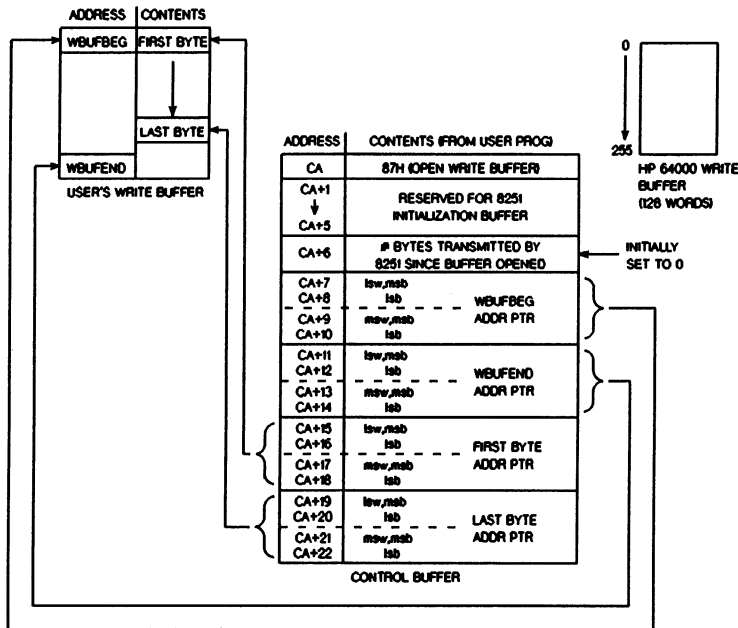 ADDRESS CONTENTS
WBUFBEG FIRST BYTE
LAST BYTE
WBUFEND
USER'S WRITE BUFFER
0
255
HP 64000 WRITE
BUFFER
(128 WORDS)
ADDRESS CONTENTS (FROM USER PROG)
CA 87H (OPEN WRITE BUFFER)
CA+1
RESERVED FOR 8251
INITIALIZATION BUFFER
CA+5
CA+6 # BYTES TRANSMITTED BY
8251 SINCE BUFFER OPENED
INITIALLY
SET TO 0
CA+7 lsw,msb
CA+8 lsb
WBUFBEG
ADDR PTR
CA+9 msw,msb
CA+10 lsb
CA+11 lsw,msb
CA+12 lsb
WBUFEND
ADDR PTR
CA+13 msw,msb
CA+14 lsb
CA+15 lsw,msb
CA+16 lsb
FIRST BYTE
ADDR PTR
CA+17 msw,msb
CA+18 lsb
CA+19 lsw,msb
CA+20 lsb
LAST BYTE
ADDR PTR
CA+21 msw,msb
CA+22 lsb
CONTROL BUFFER